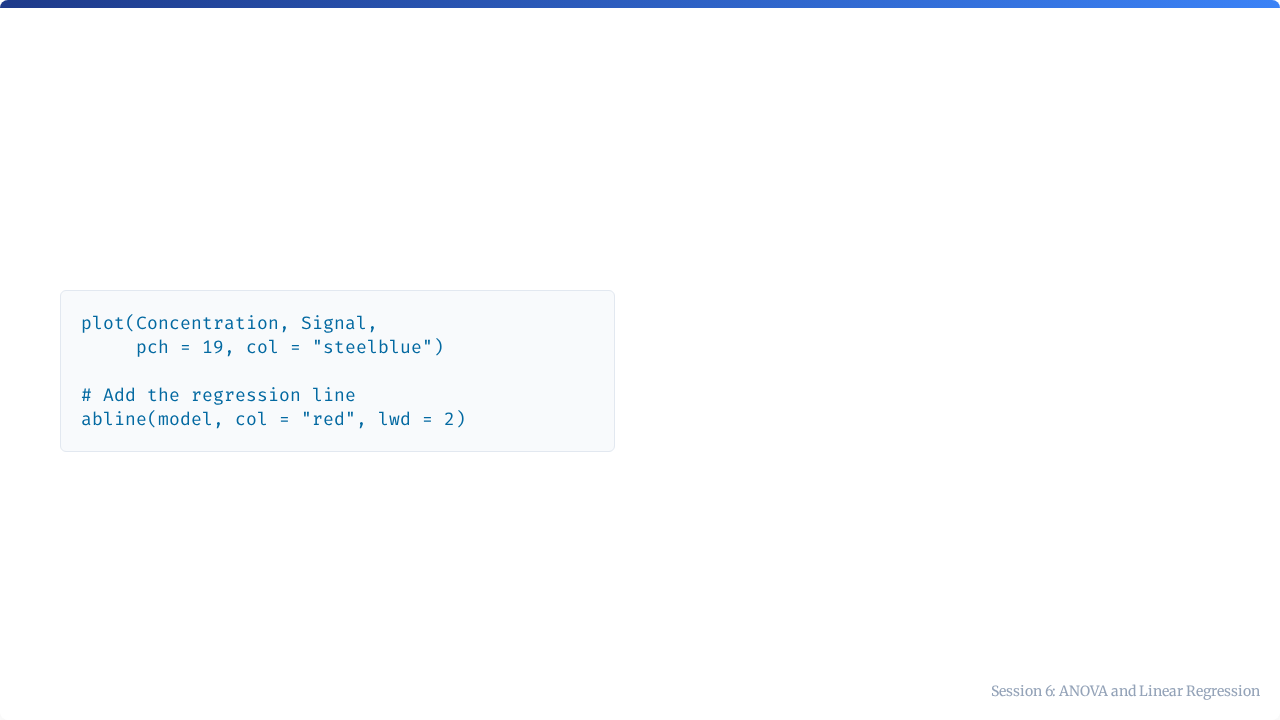 plot(Concentration, Signal,
     pch = 19, col = "steelblue")
# Add the regression line
abline(model, col = "red", lwd = 2)
Session 6: ANOVA and Linear Regression